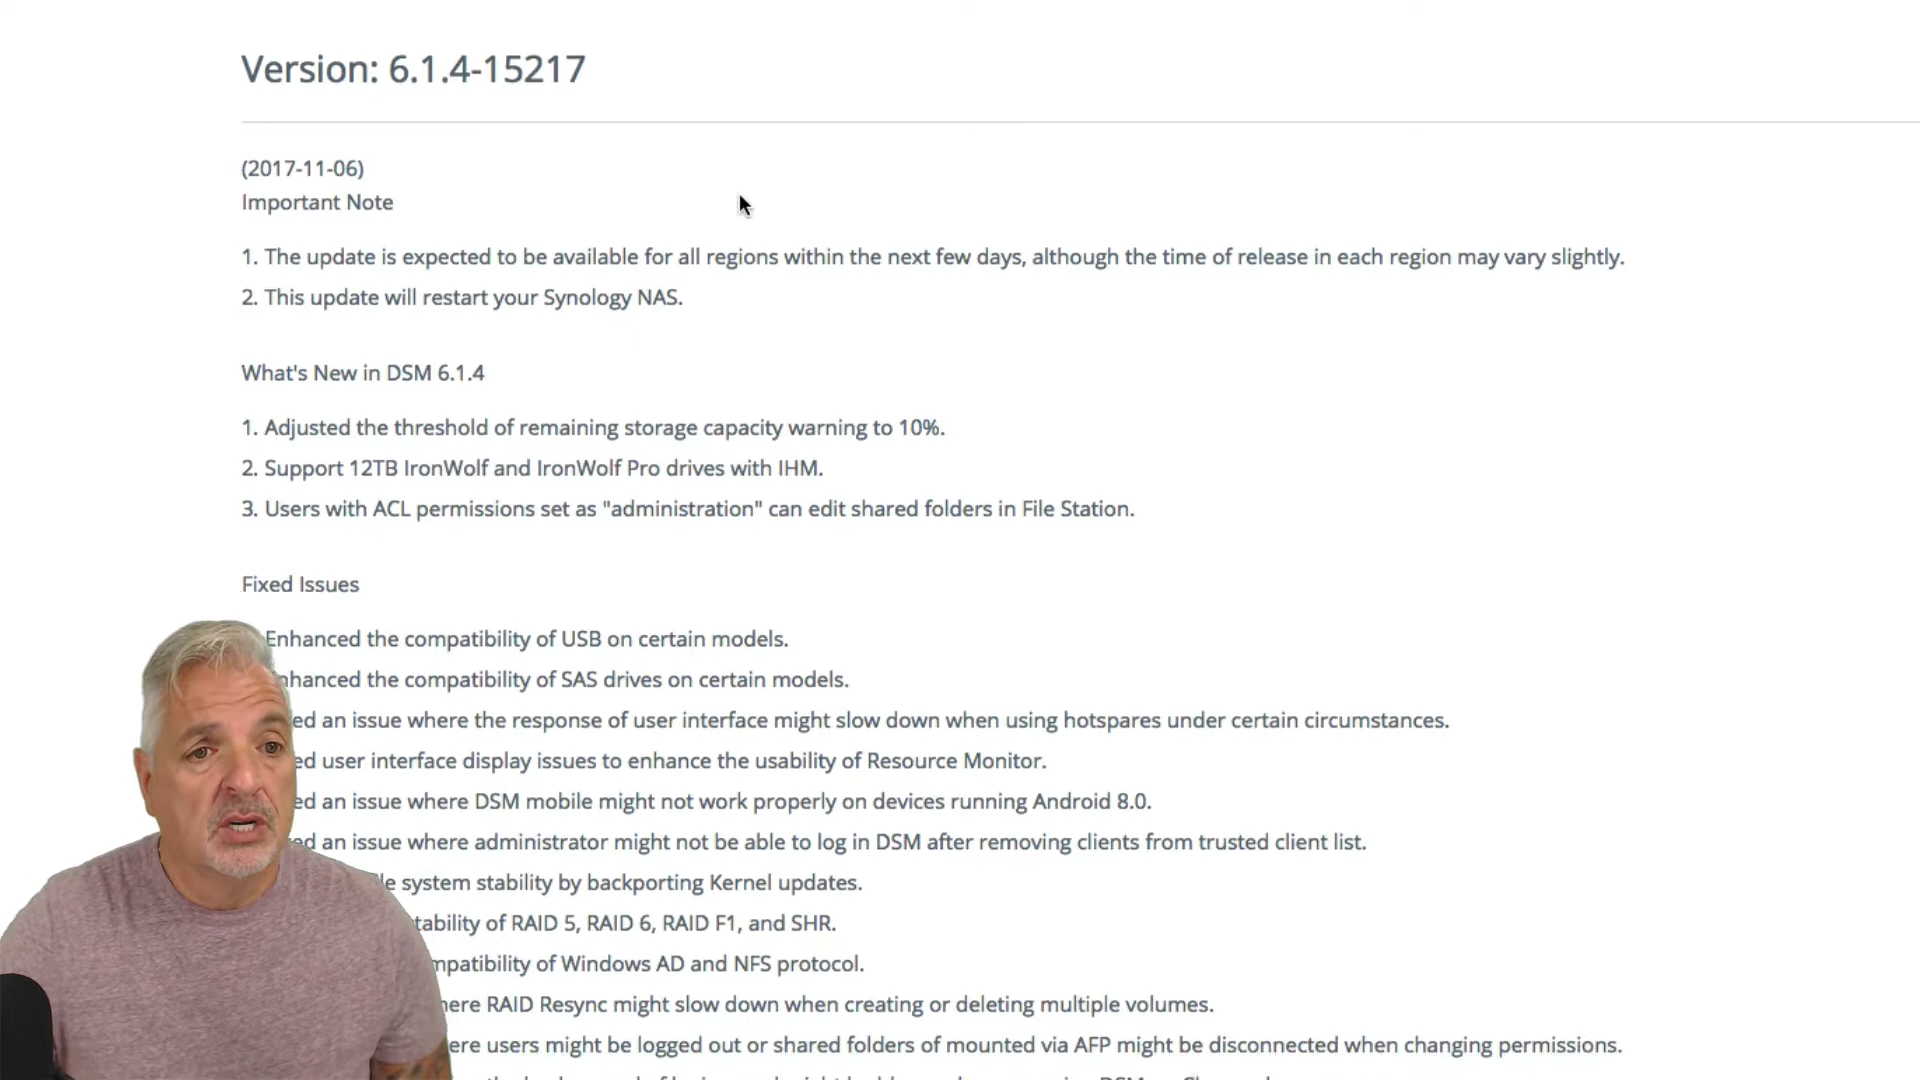 Version: 6.1.4-15217
(2017-11-06)
Important Note
1. The update is expected to be available for all regions within the next few days, although the time of release in each region may vary slightly.
2. This update will restart your Synology NAS.
What's New in DSM 6.1.4
1. Adjusted the threshold of remaining storage capacity warning to 10%.
2. Support 12TB IronWolf and IronWolf Pro drives with IHM.
3. Users with ACL permissions set as "administration" can edit shared folders in File Station.
Fixed Issues
Enhanced the compatibility of USB on certain models.
nhanced the compatibility of SAS drives on certain models.
ed an issue where the response of user interface might slow down when using hotspares under certain circumstances.
ed user interface display issues to enhance the usability of Resource Monitor.
ed an issue where DSM mobile might not work properly on devices running Android 8.0.
ed an issue where administrator might not be able to log in DSM after removing clients from trusted client list.
le system stability by backporting Kernel updates.
tability of RAID 5, RAID 6, RAID F1, and SHR.
mpatibility of Windows AD and NFS protocol.
here RAID Resync might slow down when creating or deleting multiple volumes.
ere users might be logged out or shared folders of mounted via AFP might be disconnected when changing permissions.